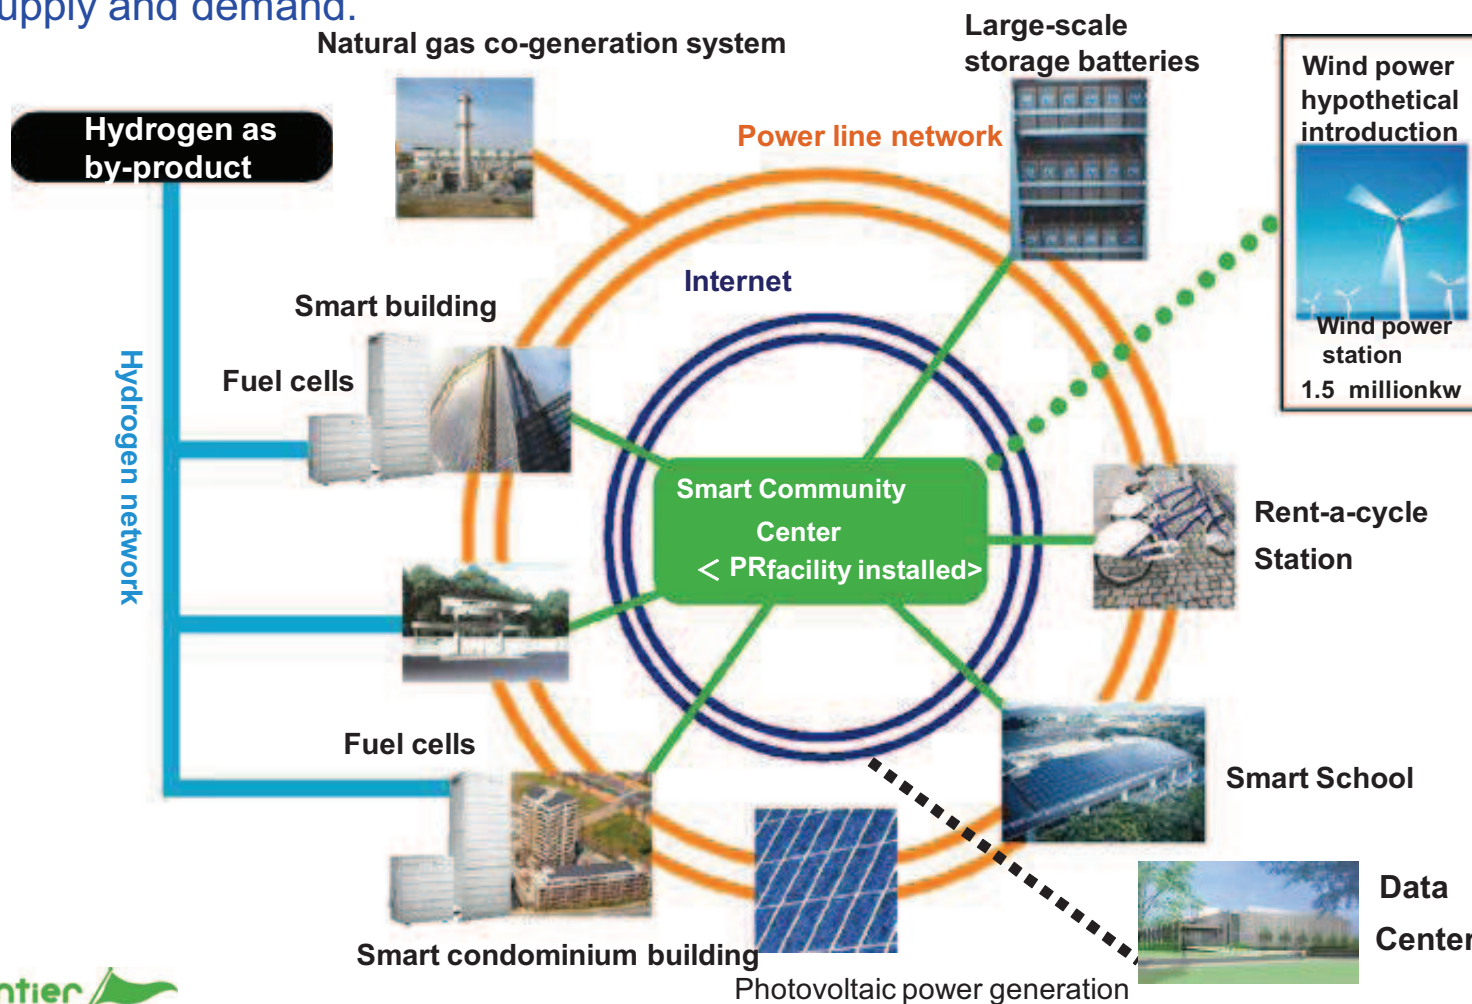 upply and demand.
Natural gas co-generation system
Large-scale
storage batteries
Wind power
hypothetical
introduction
Hydrogen as
by-product
Power line network
Internet
Smart building
Wind power
station
1.5 millionkw
Fuel cells
Hydrogen network
Smart Community
Center
< PRfacility installed>
Rent-a-cycle
Station
Fuel cells
Smart School
Data
Center
Smart condominium building
Photovoltaic power generation
ntier